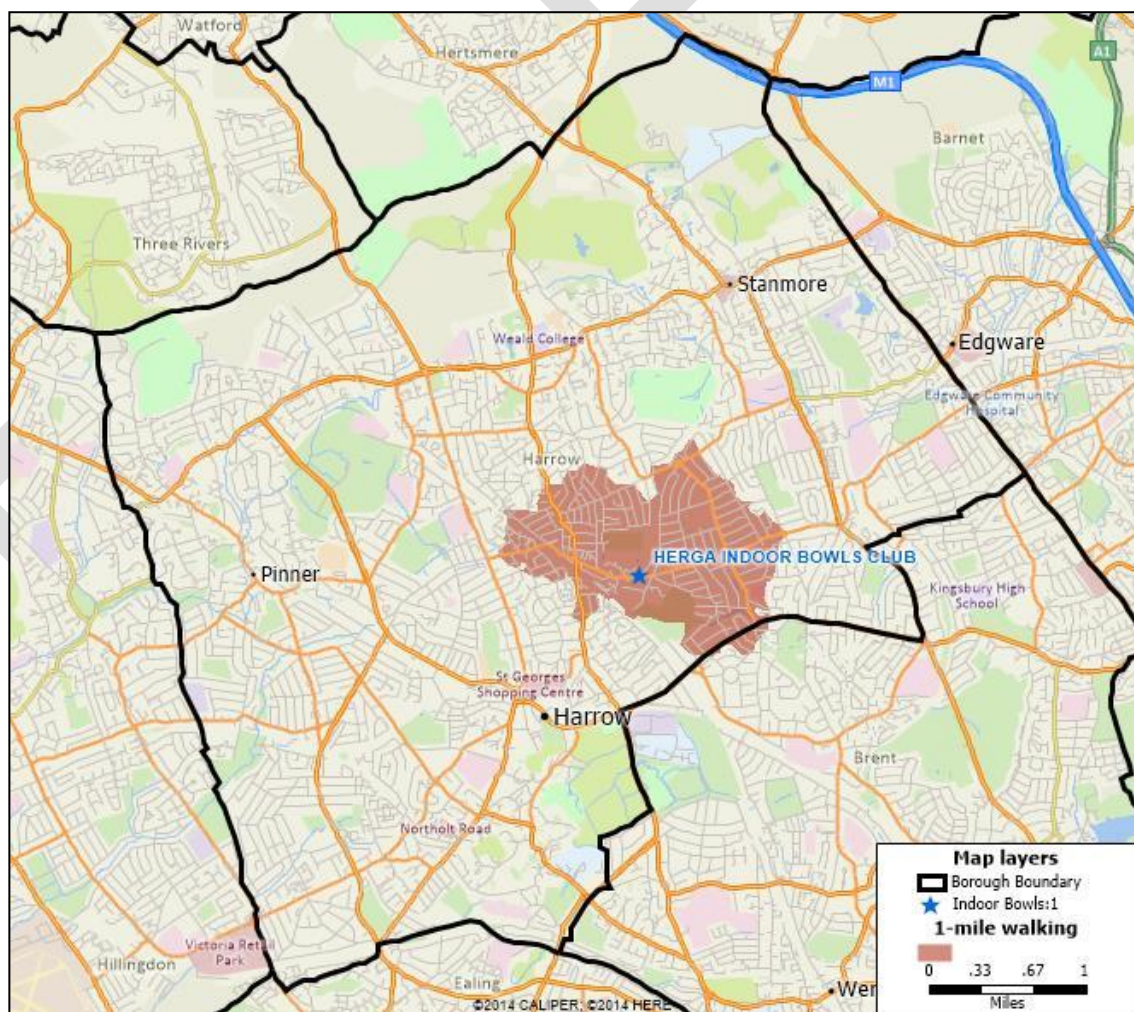 Watford
Hertsmere
A1
M1
Barnet
Three Rivers
Stanmore
Weald College
Edgware
Edgware Community
Hospital
Harrow
HERGA INDOOR BOWLS CLUB
Pinner
Kingsbury High
School
St Georges
Shopping Centre
Harrow
Brent
Northolt Road
Victoria Retail
Park
Hillingdon
Ealing
Wer
©2014 CALIPER; ©2014 HERE
Map layers
Borough Boundary
Indoor Bowls:1
1-mile walking
0 .33 .67 1
Miles